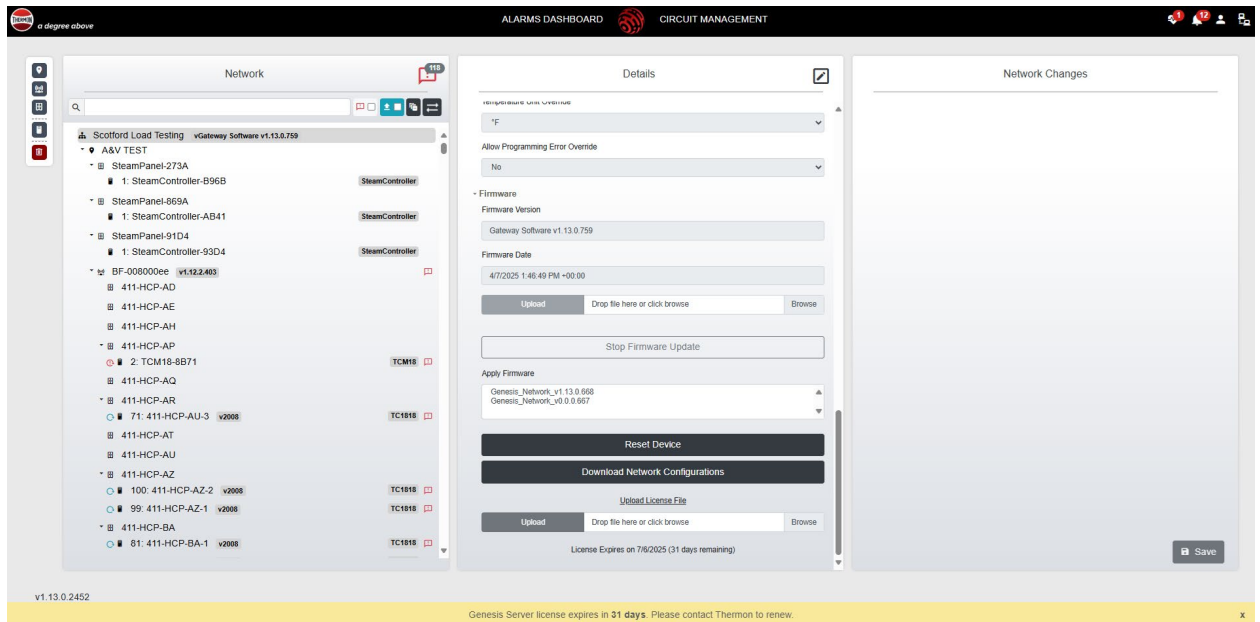 THERMON
a degree above
ALARMS DASHBOARD
CIRCUIT MANAGEMENT
1
12
Network
118
Scotford Load Testing vGateway Software v1.13.0.759
A&V TEST
SteamPanel-273A
1: SteamController-B96B SteamController
SteamPanel-869A
1: SteamController-AB41 SteamController
SteamPanel-91D4
1: SteamController-93D4 SteamController
BF-008000ee v1.12.2.403
411-HCP-AD
411-HCP-AE
411-HCP-AH
411-HCP-AP
2: TCM18-8B71 TCM18
411-HCP-AQ
411-HCP-AR
71: 411-HCP-AU-3 v2008 TC1818
411-HCP-AT
411-HCP-AU
411-HCP-AZ
100: 411-HCP-AZ-2 v2008 TC1818
99: 411-HCP-AZ-1 v2008 TC1818
411-HCP-BA
81: 411-HCP-BA-1 v2008 TC1818
Details
Temperature Unit Override
°F
Allow Programming Error Override
No
Firmware
Firmware Version
Gateway Software v1.13.0.759
Firmware Date
4/7/2025 1:46:49 PM +00:00
Upload Drop file here or click browse Browse
Stop Firmware Update
Apply Firmware
Genesis_Network_v1.13.0.668
Genesis_Network_v0.0.0.667
Reset Device
Download Network Configurations
Upload License File
Upload Drop file here or click browse Browse
License Expires on 7/6/2025 (31 days remaining)
Network Changes
Save
v1.13.0.2452
Genesis Server license expires in 31 days. Please contact Thermon to renew.
x